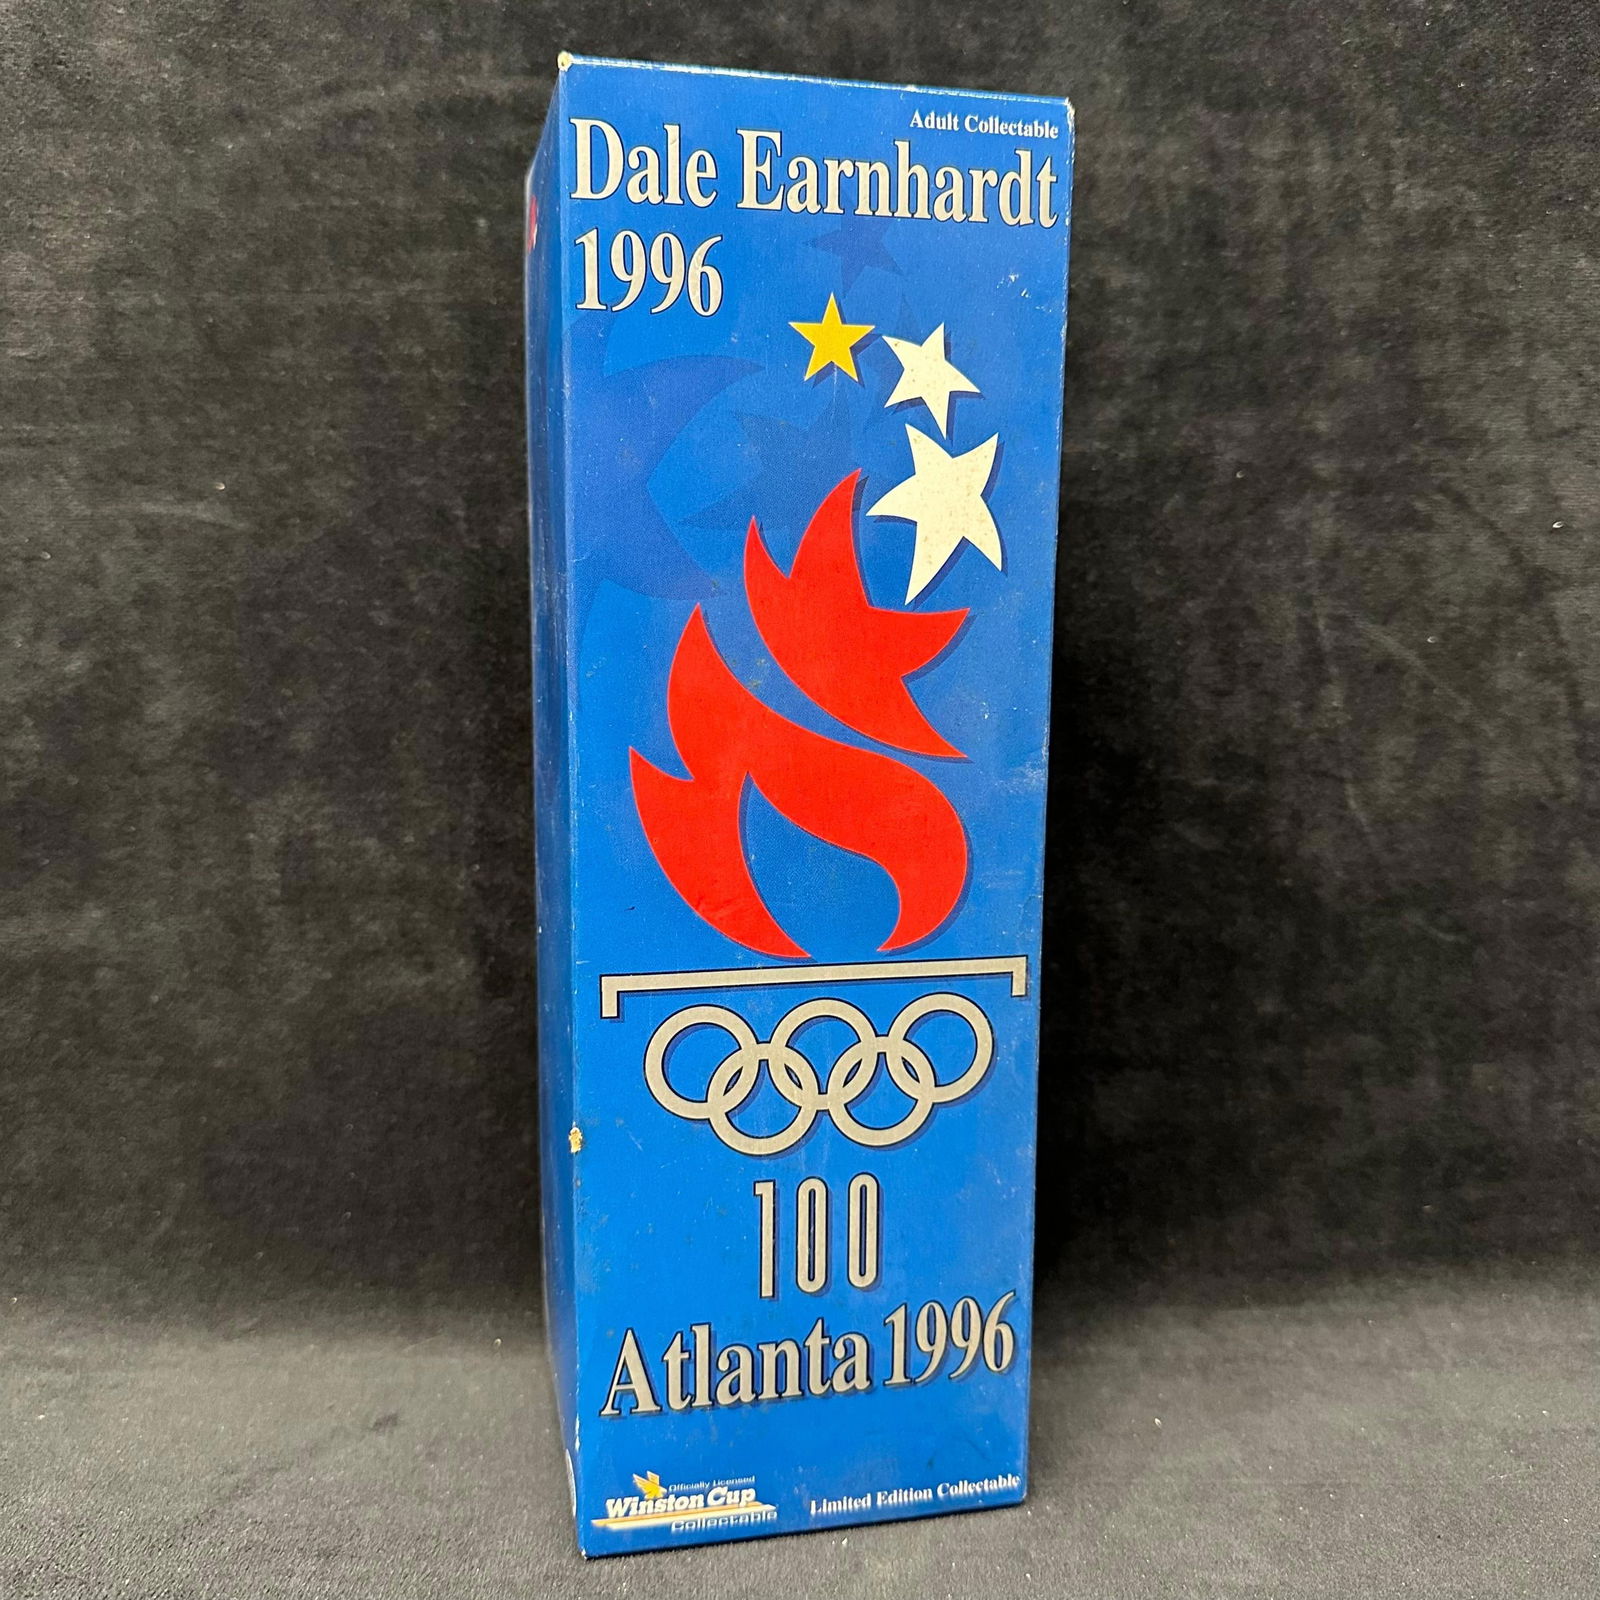 Adult Collectable
Dale Earnhardt
1996
100
Atlanta 1996
Officially Licensed
Winston Cup
Collectable
Limited Edition Collectable